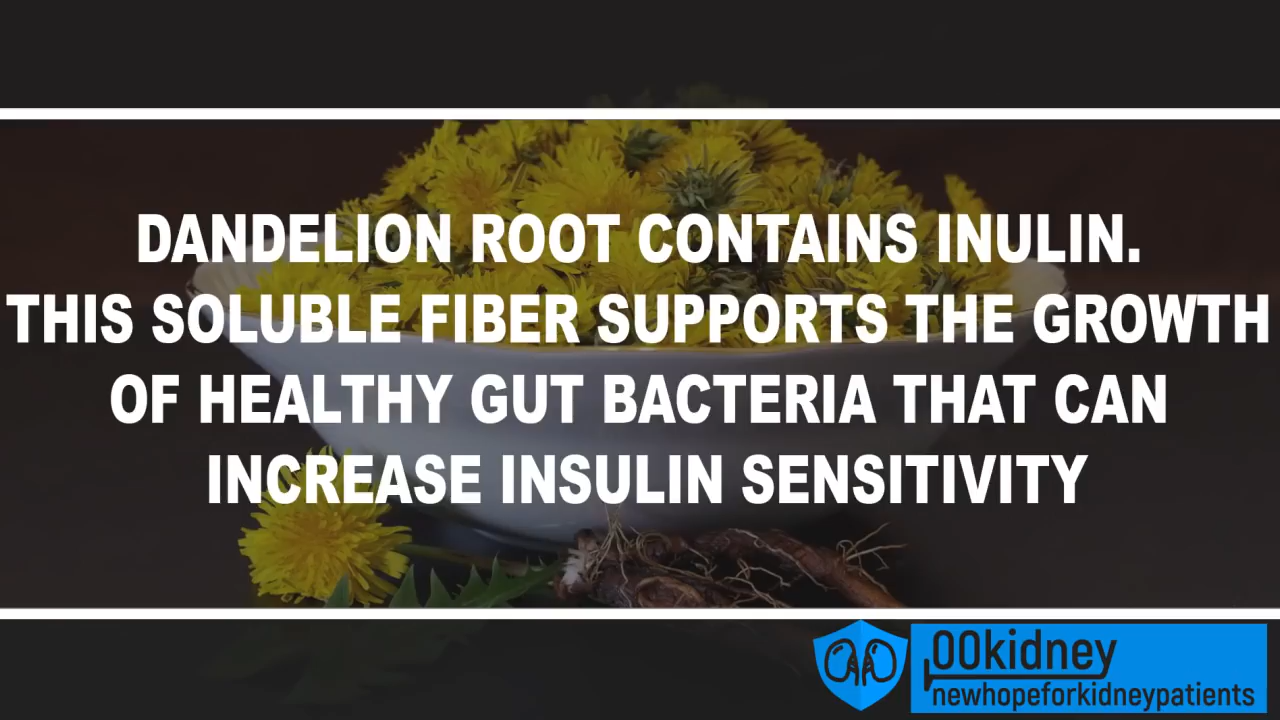 DANDELION ROOT CONTAINS INULIN.
THIS SOLUBLE FIBER SUPPORTS THE GROWTH
OF HEALTHY GUT BACTERIA THAT CAN
INCREASE INSULIN SENSITIVITY
00kidney
newhopeforkidneypatients